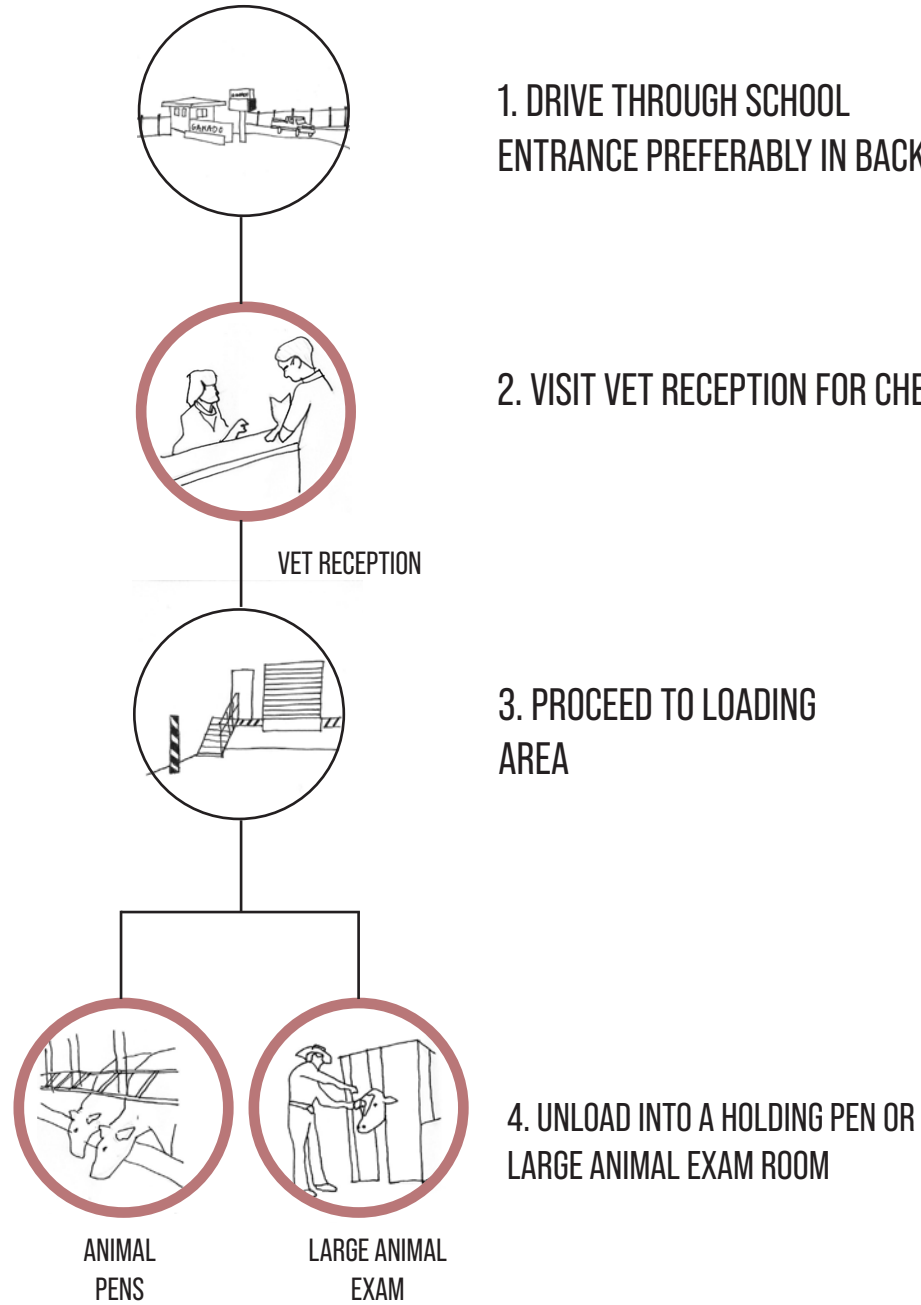 GANADO
1. DRIVE THROUGH SCHOOL
ENTRANCE PREFERABLY IN BACK
2. VISIT VET RECEPTION FOR CHE
VET RECEPTION
3. PROCEED TO LOADING
AREA
4. UNLOAD INTO A HOLDING PEN OR
LARGE ANIMAL EXAM ROOM
ANIMAL
PENS
LARGE ANIMAL
EXAM